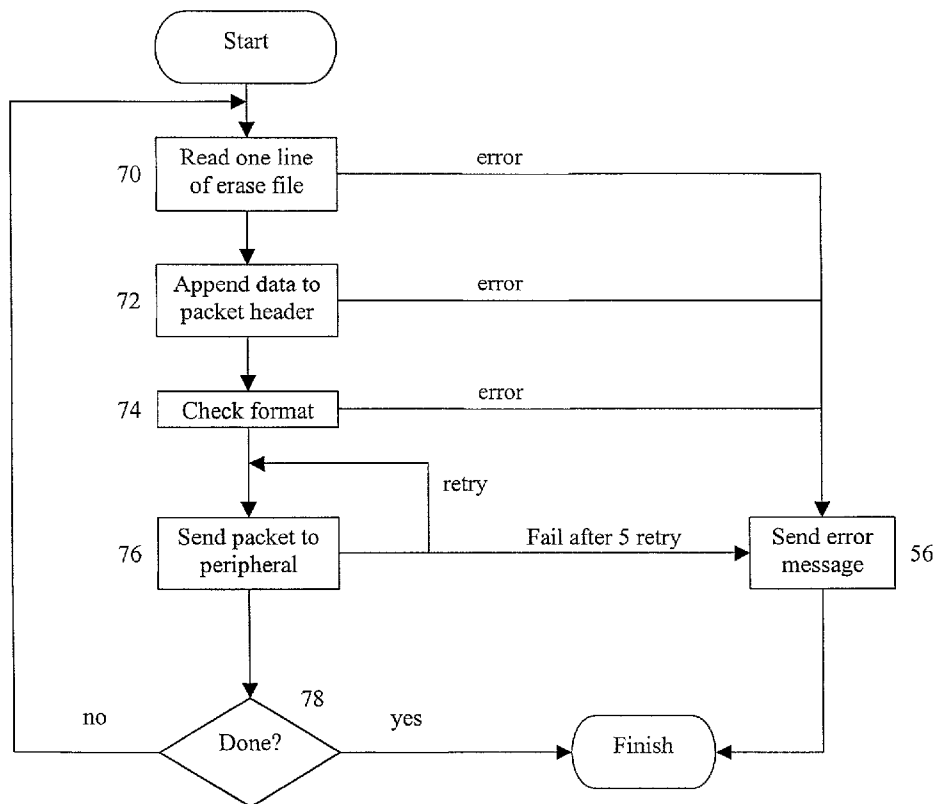 Start
70
Read one line
of erase file
error
72
Append data to
packet header
error
74
Check format
error
retry
76
Send packet to
peripheral
Fail after 5 retry
Send error
message
56
78
no
Done?
yes
Finish